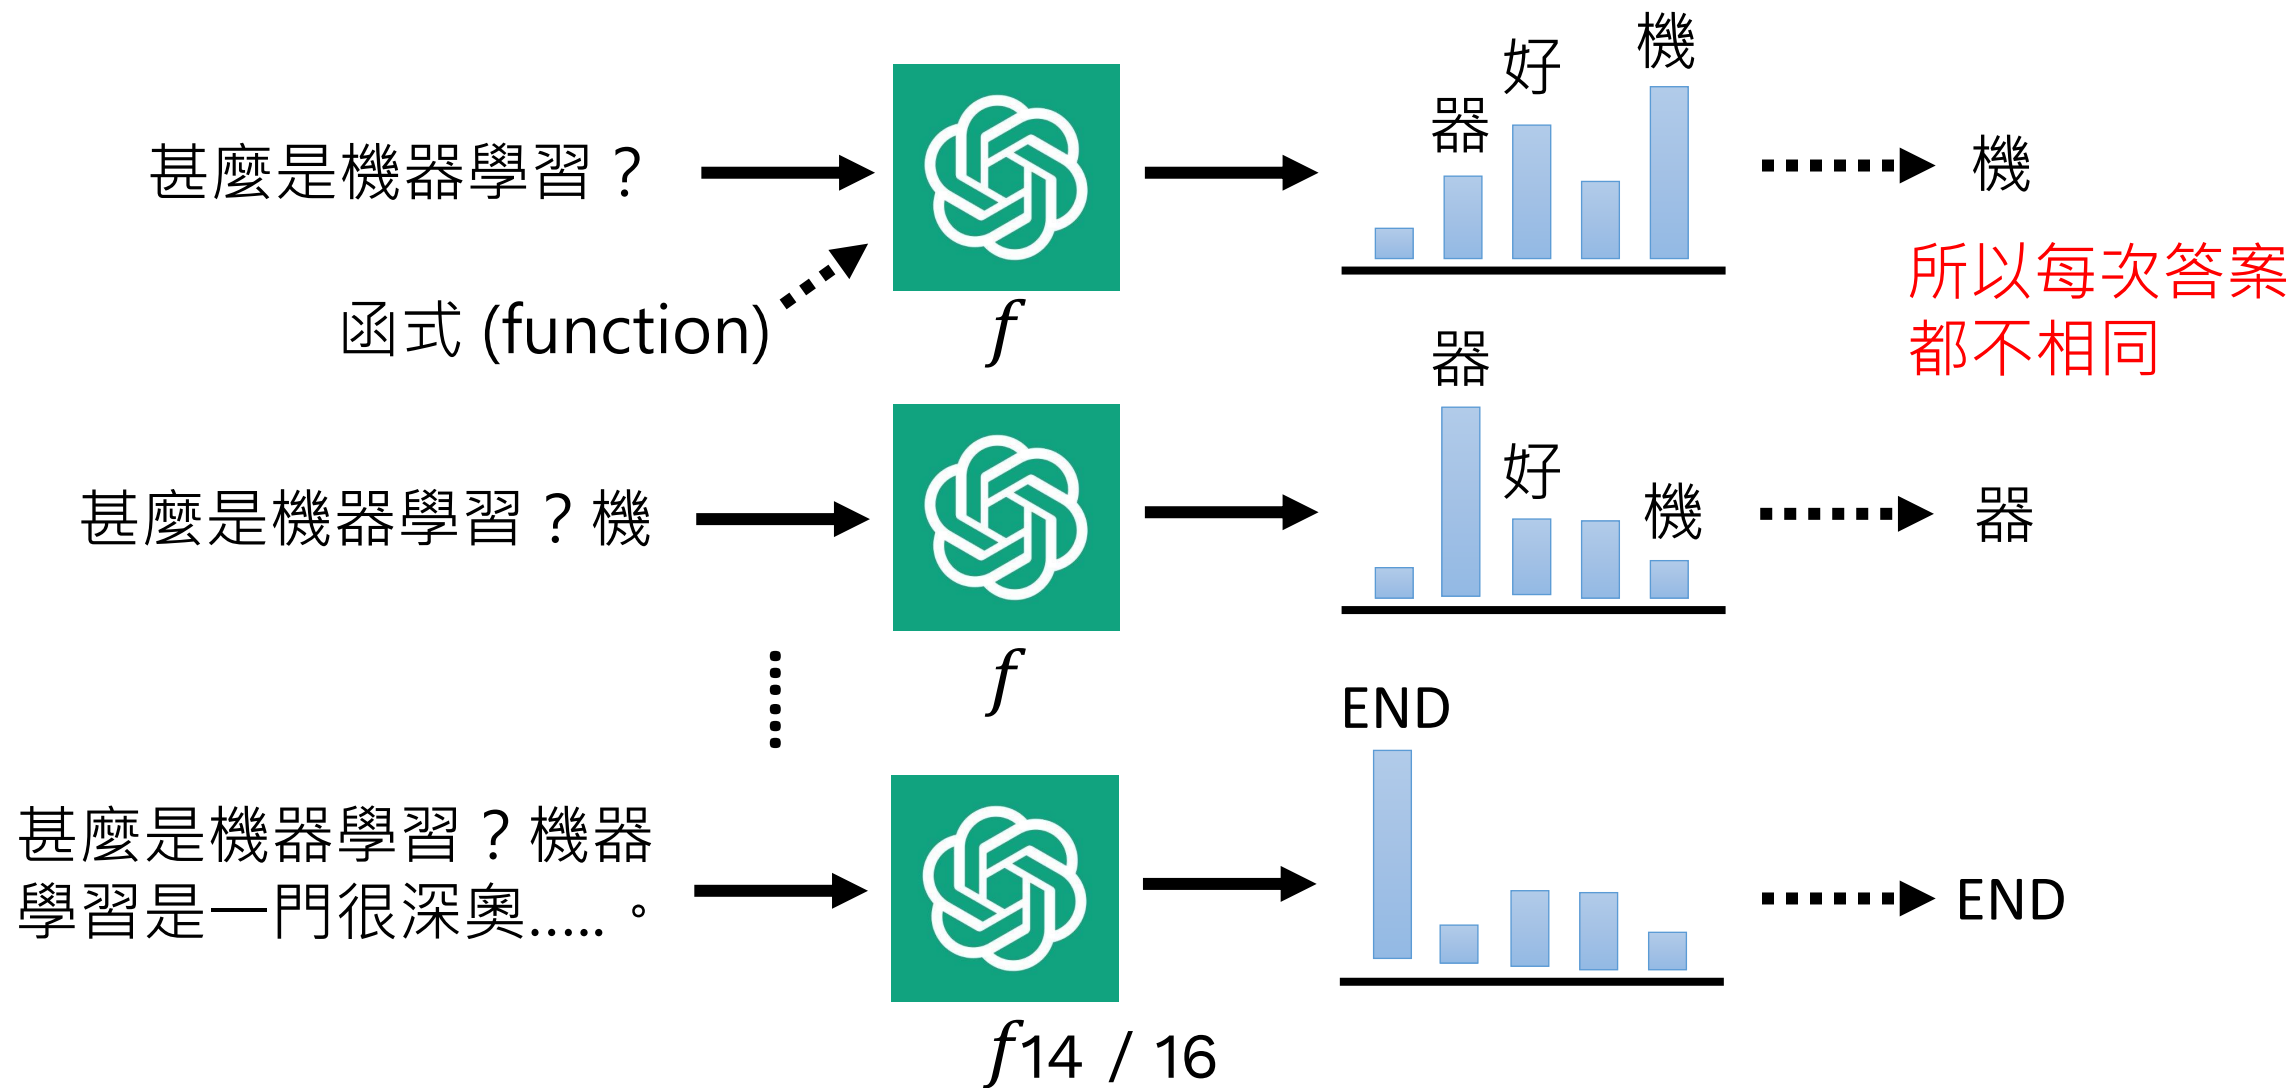 機
好
器
甚麼是機器學習？
機
所以每次答案
都不相同
函式 (function)
f
器
好
機
甚麼是機器學習？機
器
f
END
甚麼是機器學習？機器
學習是一門很深奧.....。
END
f
14 / 16